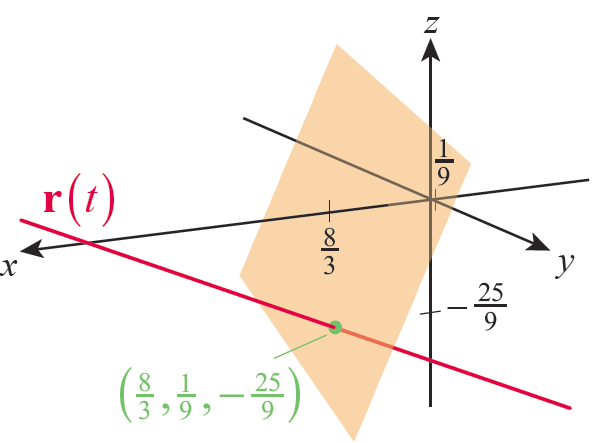 z
1/9
r(t)
8/3
x
y
−25/9
(8/3, 1/9, −25/9)